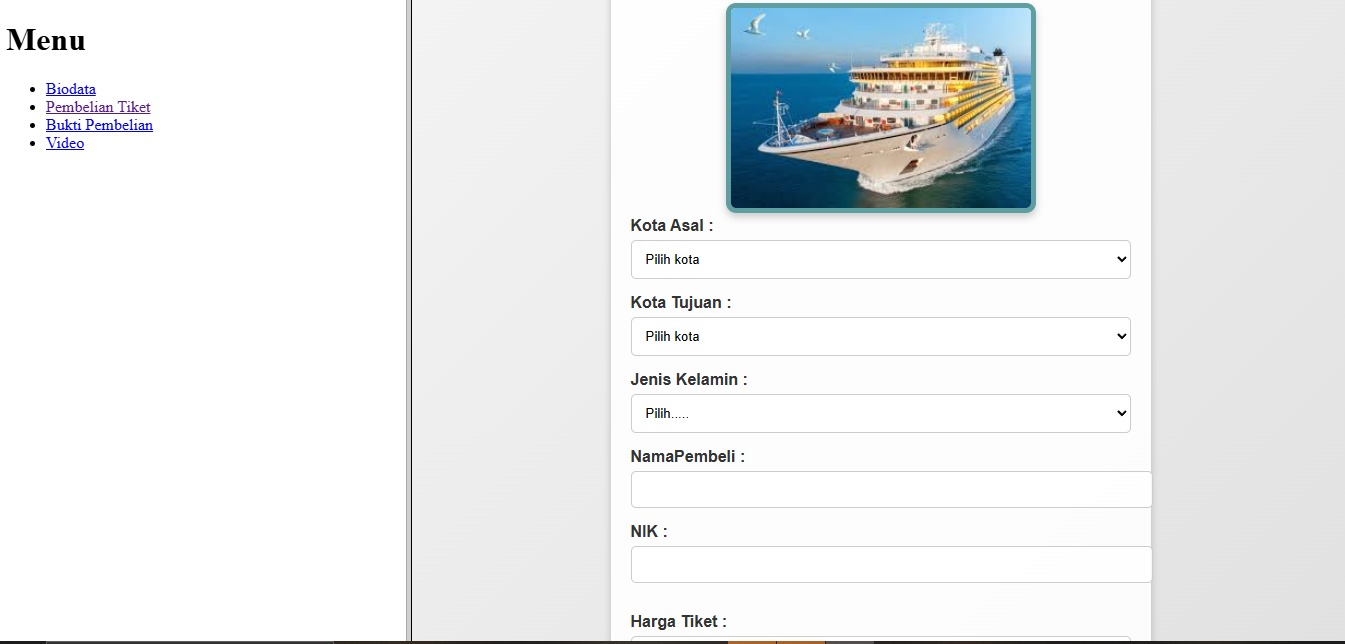 Menu
Biodata
Pembelian Tiket
Bukti Pembelian
Video
Kota Asal :
Pilih kota
Kota Tujuan :
Pilih kota
Jenis Kelamin :
Pilih.....
NamaPembeli :
NIK :
Harga Tiket :